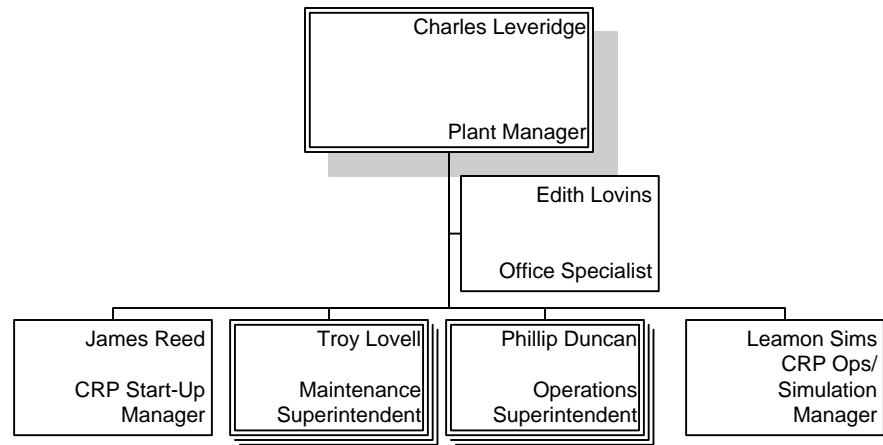 Charles Leveridge
Plant Manager
Edith Lovins
Office Specialist
James Reed
CRP Start-Up
Manager
Troy Lovell
Maintenance
Superintendent
Phillip Duncan
Operations
Superintendent
Leamon Sims
CRP Ops/
Simulation
Manager